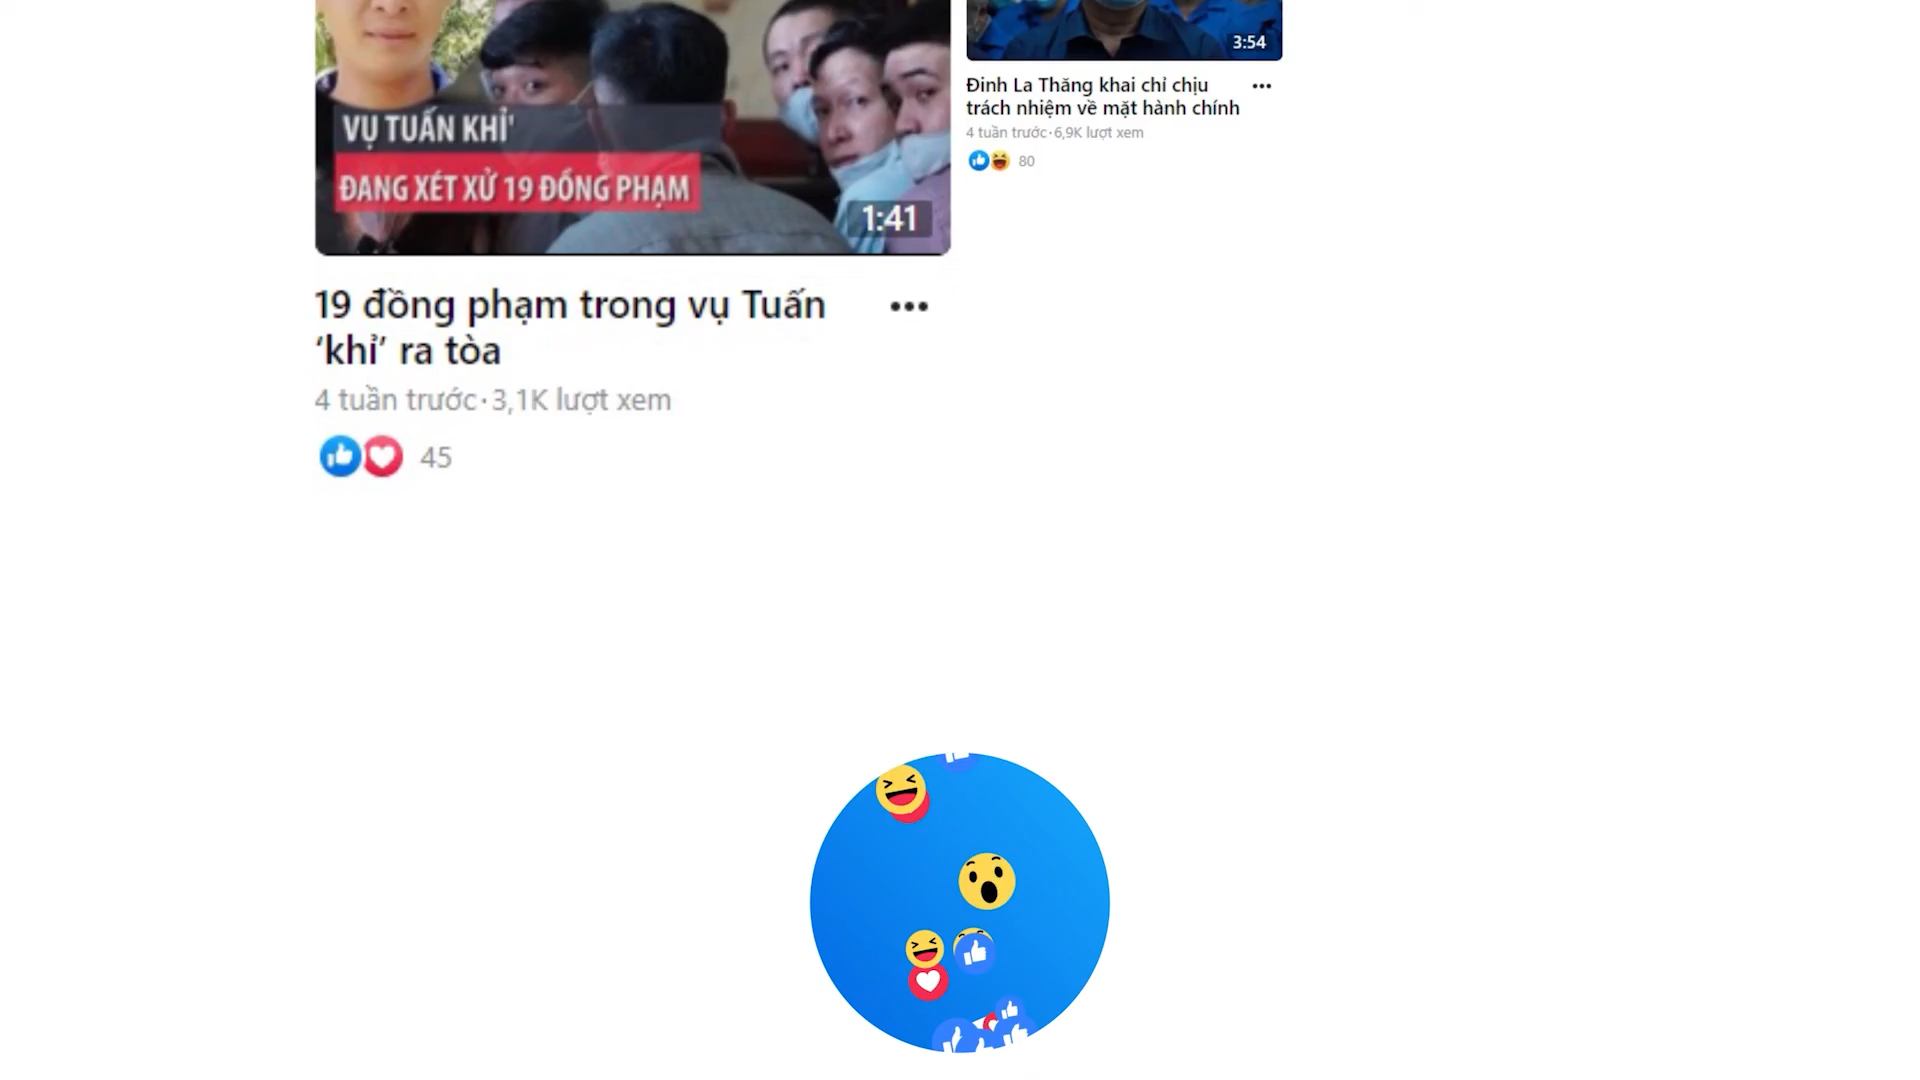 VỤ TUẤN KHỈ'
ĐANG XÉT XỬ 19 ĐỒNG PHẠM
1:41
19 đồng phạm trong vụ Tuấn
‘khỉ’ ra tòa
4 tuần trước·3,1K lượt xem
45
3:54
Đinh La Thăng khai chỉ chịu
trách nhiệm về mặt hành chính
4 tuần trước·6,9K lượt xem
80